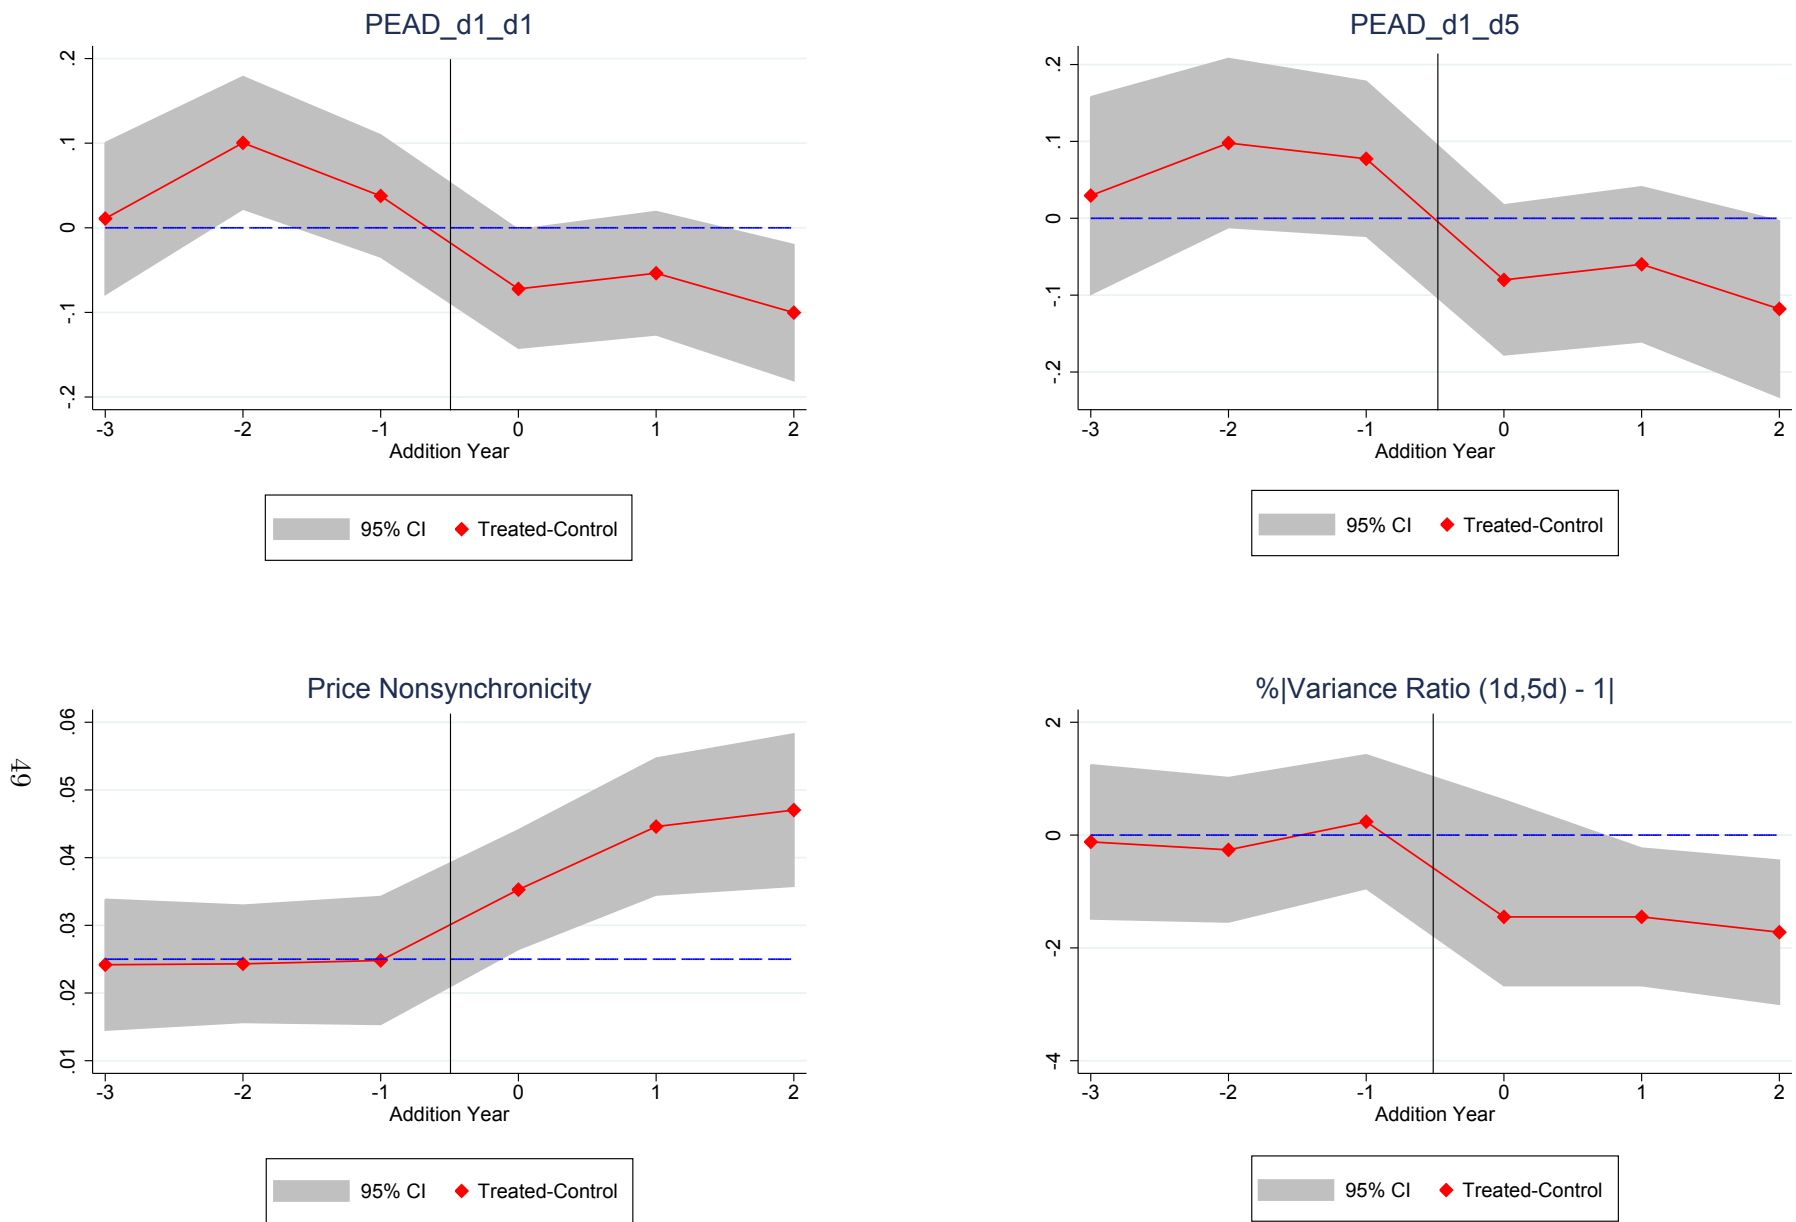 PEAD_d1_d1
.2
.1
0
-.1
-.2
-3 -2 -1 0 1 2
Addition Year
95% CI Treated-Control
PEAD_d1_d5
.2
.1
0
-.1
-.2
-3 -2 -1 0 1 2
Addition Year
95% CI Treated-Control
Price Nonsynchronicity
.06
.05
.04
.03
.02
.01
-3 -2 -1 0 1 2
Addition Year
95% CI Treated-Control
%|Variance Ratio (1d,5d) - 1|
2
0
-2
-4
-3 -2 -1 0 1 2
Addition Year
95% CI Treated-Control
49